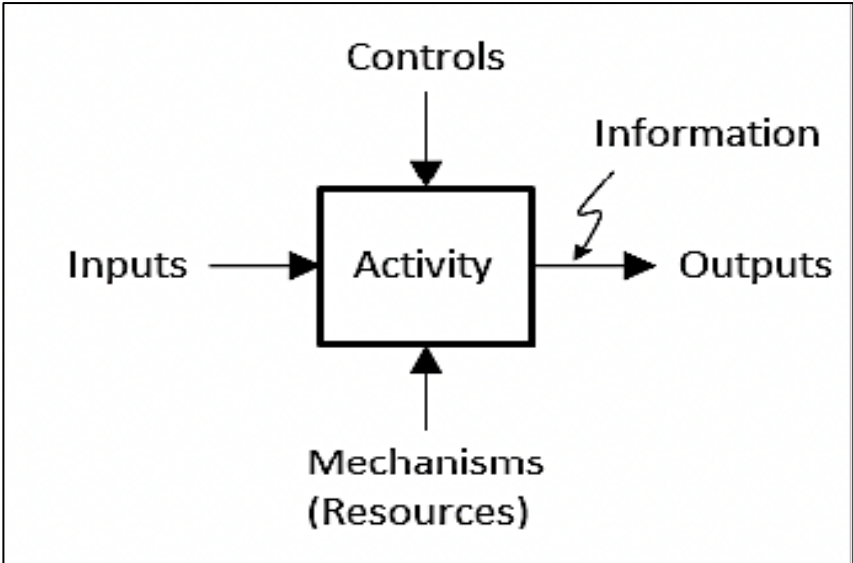 Controls
Information
Inputs
Activity
Outputs
Mechanisms
(Resources)